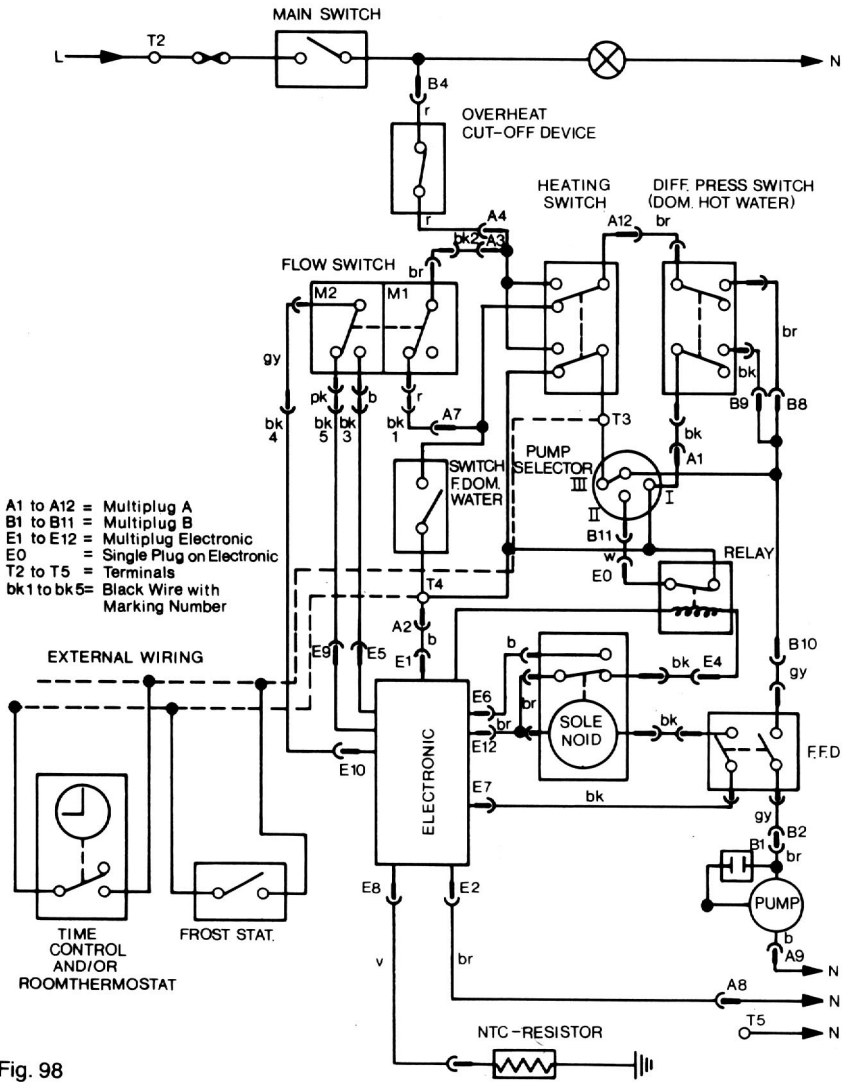 MAIN SWITCH
L
T2
N
B4
r
OVERHEAT
CUT-OFF DEVICE
r
A4
bk2
A3
br
HEATING
SWITCH
DIFF. PRESS SWITCH
(DOM. HOT WATER)
A12
br
FLOW SWITCH
M2
M1
gy
br
bk
pk
b
r
bk
4
bk
5
bk
3
bk
1
A7
B9
B8
T3
bk
A1
SWITCH
F. DOM.
WATER
PUMP
SELECTOR
III
II
I
B11
w
E0
RELAY
A1 to A12 = Multiplug A
B1 to B11 = Multiplug B
E1 to E12 = Multiplug Electronic
E0 = Single Plug on Electronic
T2 to T5 = Terminals
bk1 to bk5= Black Wire with
Marking Number
T4
A2
b
E1
E9
E5
EXTERNAL WIRING
b
bk
E4
B10
gy
E6
br
br
E12
SOLE
NOID
bk
F.F.D
E10
ELECTRONIC
E7
bk
gy
B2
B1
br
PUMP
b
A9
N
TIME
CONTROL
AND/OR
ROOMTHERMOSTAT
FROST STAT.
E8
E2
v
br
A8
N
T5
N
NTC-RESISTOR
Fig. 98